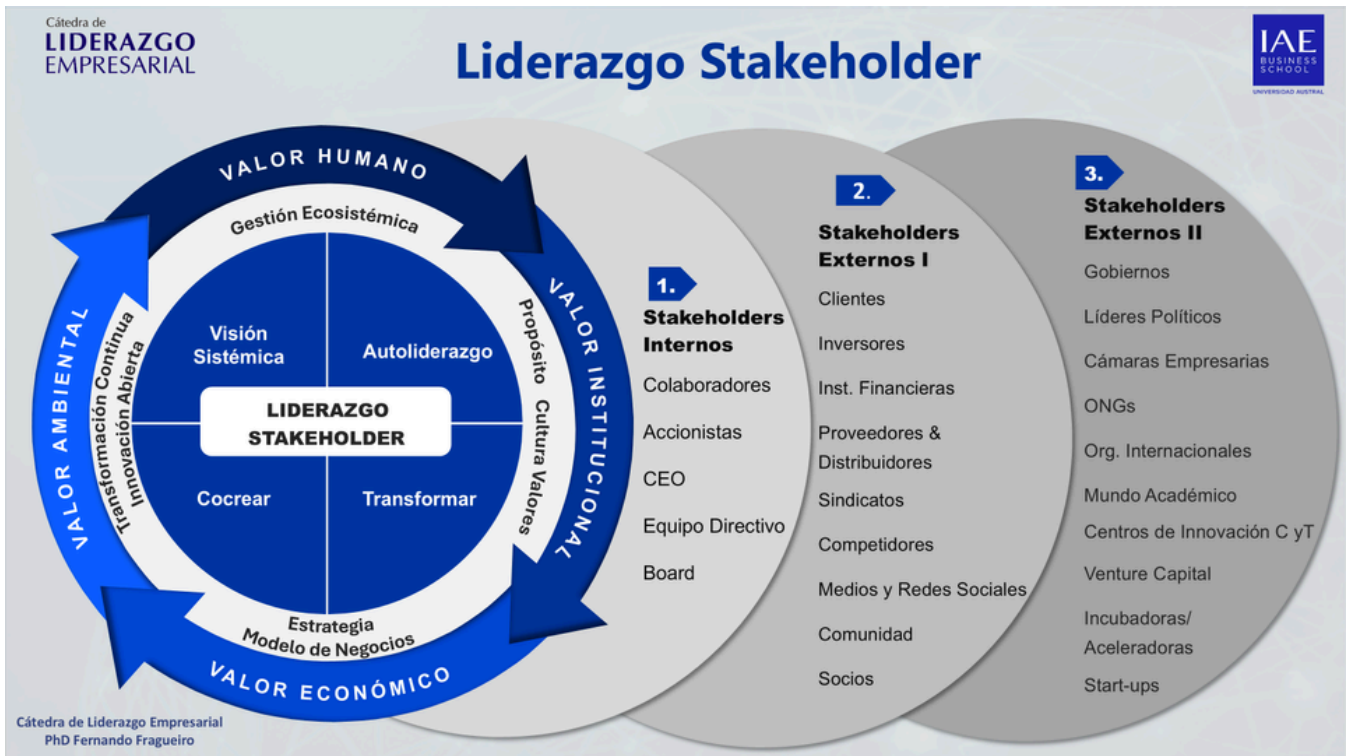 Cátedra de
LIDERAZGO
EMPRESARIAL
Liderazgo Stakeholder
IAE
BUSINESS
SCHOOL
UNIVERSIDAD AUSTRAL
VALOR HUMANO
VALOR INSTITUCIONAL
VALOR ECONÓMICO
VALOR AMBIENTAL
Gestión Ecosistémica
Propósito Cultura Valores
Estrategia
Modelo de Negocios
Transformación Continua
Innovación Abierta
Visión
Sistémica
Autoliderazgo
LIDERAZGO
STAKEHOLDER
Cocrear
Transformar
1.
Stakeholders
Internos
Colaboradores
Accionistas
CEO
Equipo Directivo
Board
2.
Stakeholders
Externos I
Clientes
Inversores
Inst. Financieras
Proveedores &
Distribuidores
Sindicatos
Competidores
Medios y Redes Sociales
Comunidad
Socios
3.
Stakeholders
Externos II
Gobiernos
Líderes Políticos
Cámaras Empresarias
ONGs
Org. Internacionales
Mundo Académico
Centros de Innovación C yT
Venture Capital
Incubadoras/
Aceleradoras
Start-ups
Cátedra de Liderazgo Empresarial
PhD Fernando Fragueiro